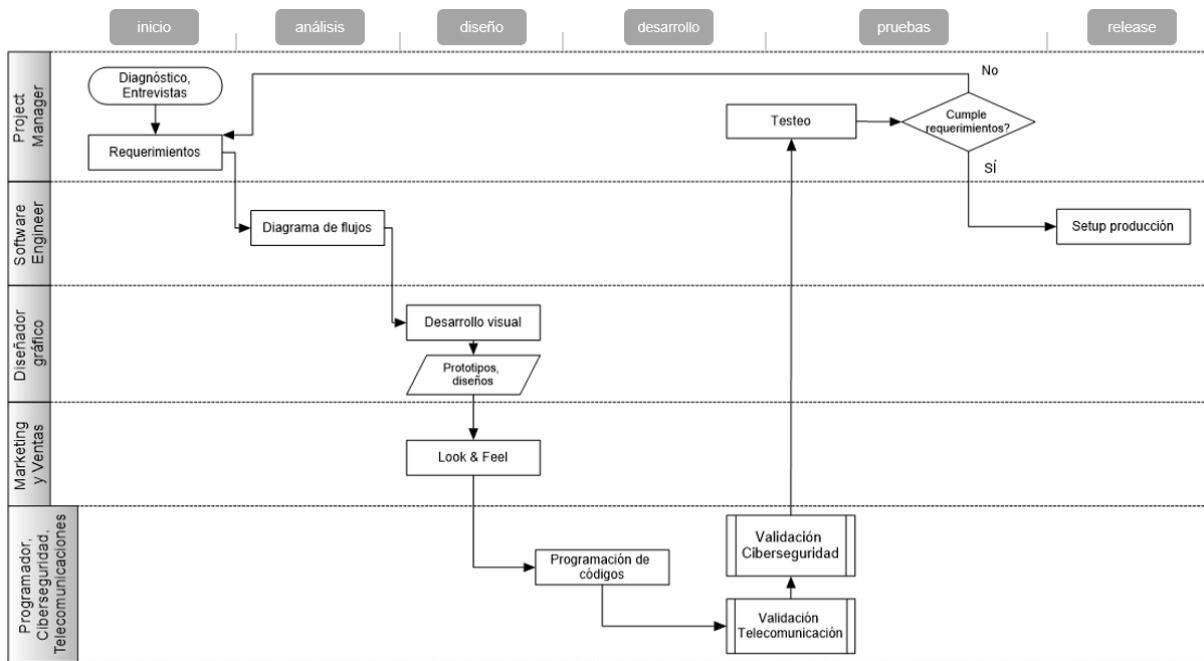 inicio
análisis
diseño
desarrollo
pruebas
release
Project
Manager
Diagnóstico,
Entrevistas
Requerimientos
Testeo
Cumple
requerimientos?
No
SÍ
Software
Engineer
Diagrama de flujos
Setup producción
Diseñador
gráfico
Desarrollo visual
Prototipos,
diseños
Marketing
y Ventas
Look & Feel
Programador,
Ciberseguridad,
Telecomunicaciones
Programación de
códigos
Validación
Ciberseguridad
Validación
Telecomunicación